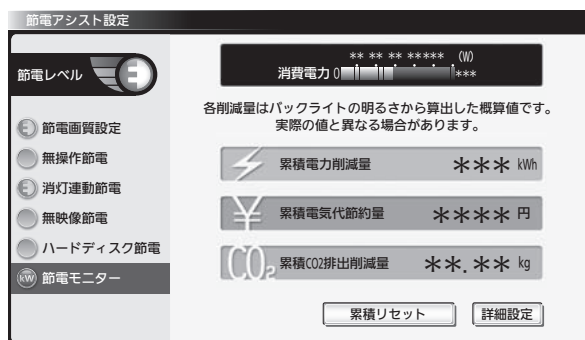 節電アシスト設定
節電レベル
節電画質設定
無操作節電
消灯連動節電
無映像節電
ハードディスク節電
節電モニター
** ** ** ***** (W)
消費電力 0 ***
各削減量はバックライトの明るさから算出した概算値です。
実際の値と異なる場合があります。
累積電力削減量 *** kWh
¥ 累積電気代節約量 **** 円
CO2 累積CO2排出削減量 **.** kg
累積リセット 詳細設定